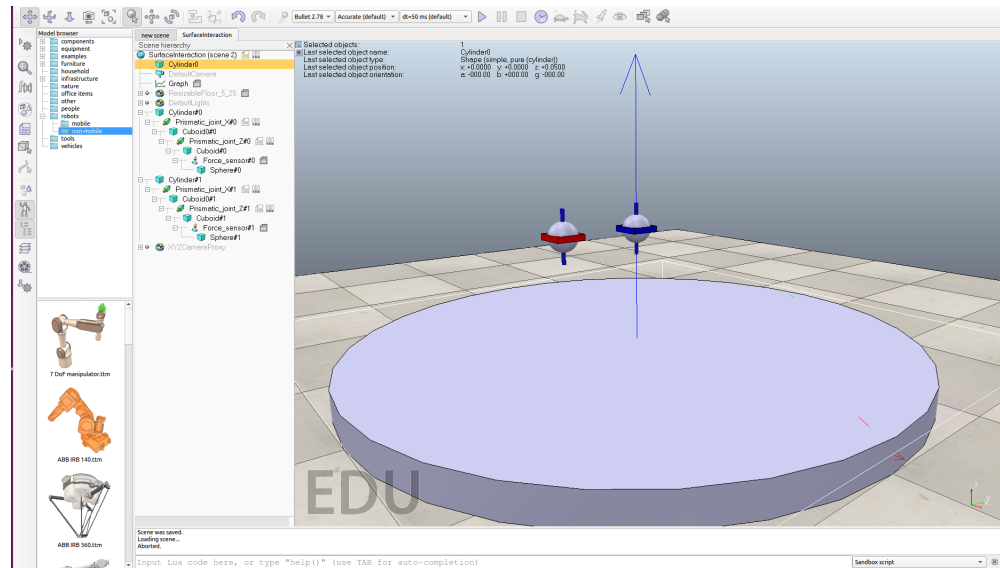 Bullet 2.78
Accurate (default)
dt=50 ms (default)
Model browser
components
equipment
examples
furniture
household
infrastructure
nature
office items
other
people
robots
mobile
non-mobile
tools
vehicles
7 DoF manipulator.ttm
ABB IRB 140.ttm
ABB IRB 360.ttm
new scene
SurfaceInteraction
Scene hierarchy
SurfaceInteraction (scene 2)
Cylinder0
DefaultCamera
Graph
ResizableFloor_5_25
DefaultLights
Cylinder#0
Prismatic_joint_X#0
Cuboid0#0
Prismatic_joint_Z#0
Cuboid#0
Force_sensor#0
Sphere#0
Cylinder#1
Prismatic_joint_X#1
Cuboid0#1
Prismatic_joint_Z#1
Cuboid#1
Force_sensor#1
Sphere#1
XYZCameraProxy
Selected objects: 1
Last selected object name: Cylinder0
Last selected object type: Shape (simple, pure (cylinder))
Last selected object position: x: +0.0000 y: +0.0000 z: +0.0500
Last selected object orientation: a: -000.00 b: +000.00 g: -000.00
EDU
z
y
Scene was saved.
Loading scene...
Aborted.
Input Lua code here, or type "help()" (use TAB for auto-completion)
Sandbox script